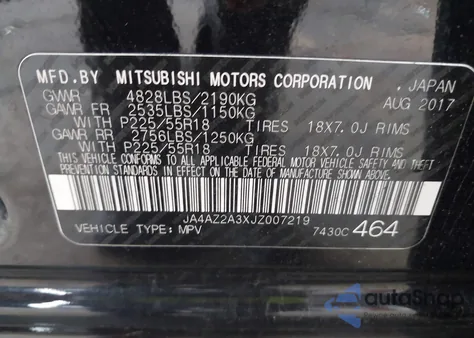 MFD.BY MITSUBISHI MOTORS CORPORATION , JAPAN
GVWR 4828LBS/2190KG AUG 2017
GAWR FR 2535LBS/1150KG
WITH P225/55R18 TIRES 18X7.0J RIMS
GAWR RR 2756LBS/1250KG
WITH P225/55R18 TIRES 18X7.0J RIMS
THIS VEHICLE CONFORMS TO ALL APPLICABLE FEDERAL MOTOR VEHICLE SAFETY AND THEFT
PREVENTION STANDARDS IN EFFECT ON THE DATE OF MANUFACTURE SHOWN ABOVE.
JA4AZ2A3XJZ007219
VEHICLE TYPE: MPV 7430C 464
autoSnap